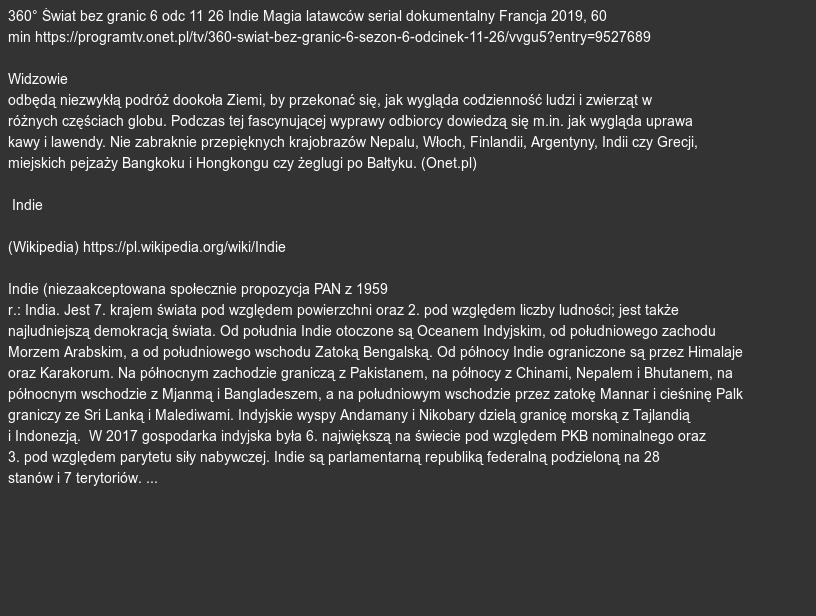 360° Świat bez granic 6 odc 11 26 Indie Magia latawców serial dokumentalny Francja 2019, 60
min https://programtv.onet.pl/tv/360-swiat-bez-granic-6-sezon-6-odcinek-11-26/vvgu5?entry=9527689
Widzowie
odbędą niezwykłą podróż dookoła Ziemi, by przekonać się, jak wygląda codzienność ludzi i zwierząt w
różnych częściach globu. Podczas tej fascynującej wyprawy odbiorcy dowiedzą się m.in. jak wygląda uprawa
kawy i lawendy. Nie zabraknie przepięknych krajobrazów Nepalu, Włoch, Finlandii, Argentyny, Indii czy Grecji,
miejskich pejzaży Bangkoku i Hongkongu czy żeglugi po Bałtyku. (Onet.pl)
Indie
(Wikipedia) https://pl.wikipedia.org/wiki/Indie
Indie (niezaakceptowana społecznie propozycja PAN z 1959
r.: India. Jest 7. krajem świata pod względem powierzchni oraz 2. pod względem liczby ludności; jest także
najludniejszą demokracją świata. Od południa Indie otoczone są Oceanem Indyjskim, od południowego zachodu
Morzem Arabskim, a od południowego wschodu Zatoką Bengalską. Od północy Indie ograniczone są przez Himalaje
oraz Karakorum. Na północnym zachodzie graniczą z Pakistanem, na północy z Chinami, Nepalem i Bhutanem, na
północnym wschodzie z Mjanmą i Bangladeszem, a na południowym wschodzie przez zatokę Mannar i cieśninę Palk
graniczy ze Sri Lanką i Malediwami. Indyjskie wyspy Andamany i Nikobary dzielą granicę morską z Tajlandią
i Indonezją.  W 2017 gospodarka indyjska była 6. największą na świecie pod względem PKB nominalnego oraz
3. pod względem parytetu siły nabywczej. Indie są parlamentarną republiką federalną podzieloną na 28
stanów i 7 terytoriów. ...